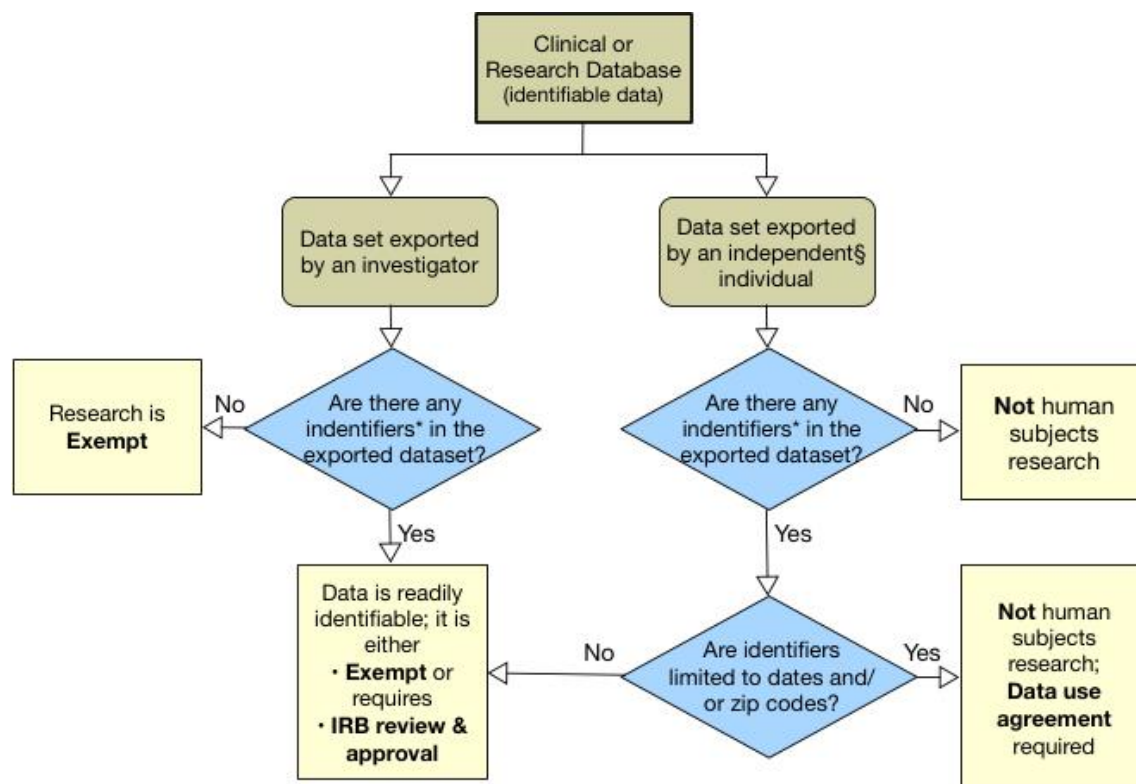 Clinical or
Research Database
(identifiable data)
Data set exported
by an investigator
Data set exported
by an independent§
individual
Research is
Exempt
No
Are there any
indentifiers* in the
exported dataset?
Are there any
indentifiers* in the
exported dataset?
No
Not human
subjects
research
Yes
Yes
Data is readily
identifiable; it is
either
• Exempt or
requires
• IRB review &
approval
No
Are identifiers
limited to dates and/
or zip codes?
Yes
Not human
subjects
research;
Data use
agreement
required